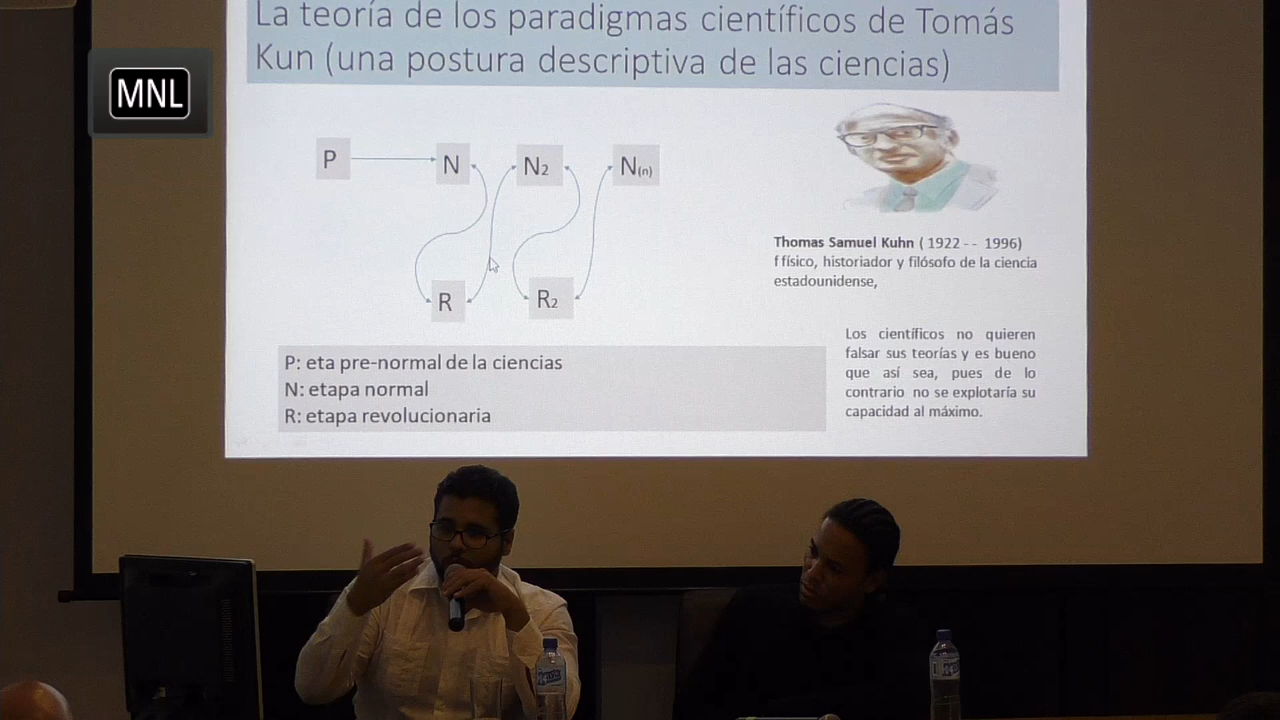 La teoría de los paradigmas científicos de Tomás
Kun (una postura descriptiva de las ciencias)
MNL
P
N
N2
N(n)
R
R2
Thomas Samuel Kuhn ( 1922 - - 1996)
f físico, historiador y filósofo de la ciencia
estadounidense,
Los científicos no quieren
falsar sus teorías y es bueno
que así sea, pues de lo
contrario no se explotaría su
capacidad al máximo.
P: eta pre-normal de la ciencias
N: etapa normal
R: etapa revolucionaria